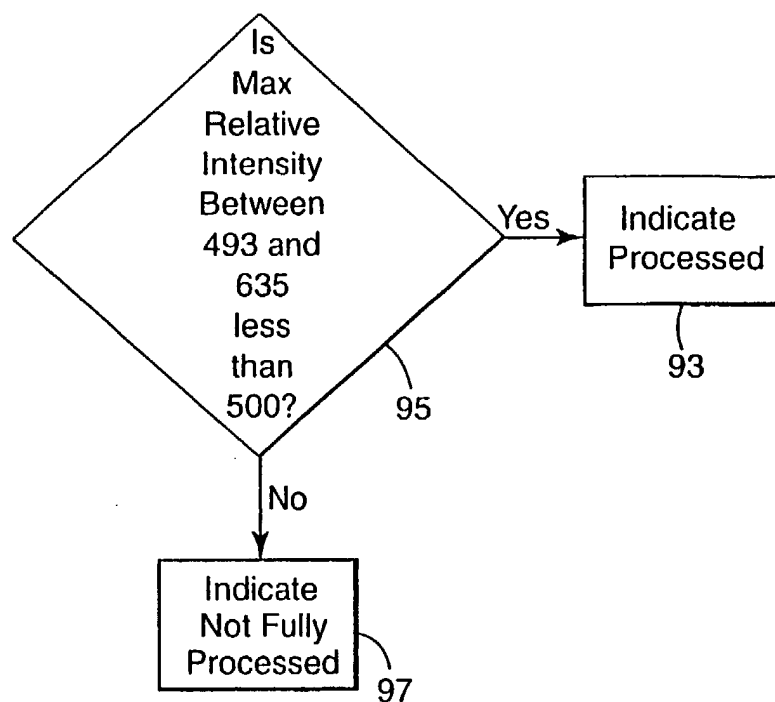 Is
Max
Relative
Intensity
Between
493 and
635
less
than
500?
Yes
Indicate
Processed
93
95
No
Indicate
Not Fully
Processed
97